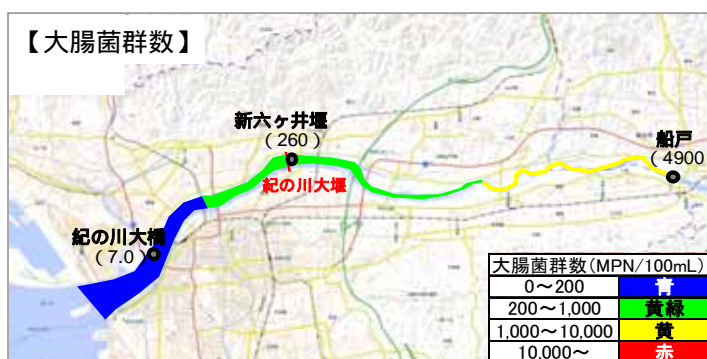 【大腸菌群数】
新六ヶ井堰
(260)
紀の川大堰
船戸
(4900
紀の川大橋
(7.0)
大腸菌群数(MPN/100mL)
0～200 青
200～1,000 黄緑
1,000～10,000 黄
10,000～ 赤